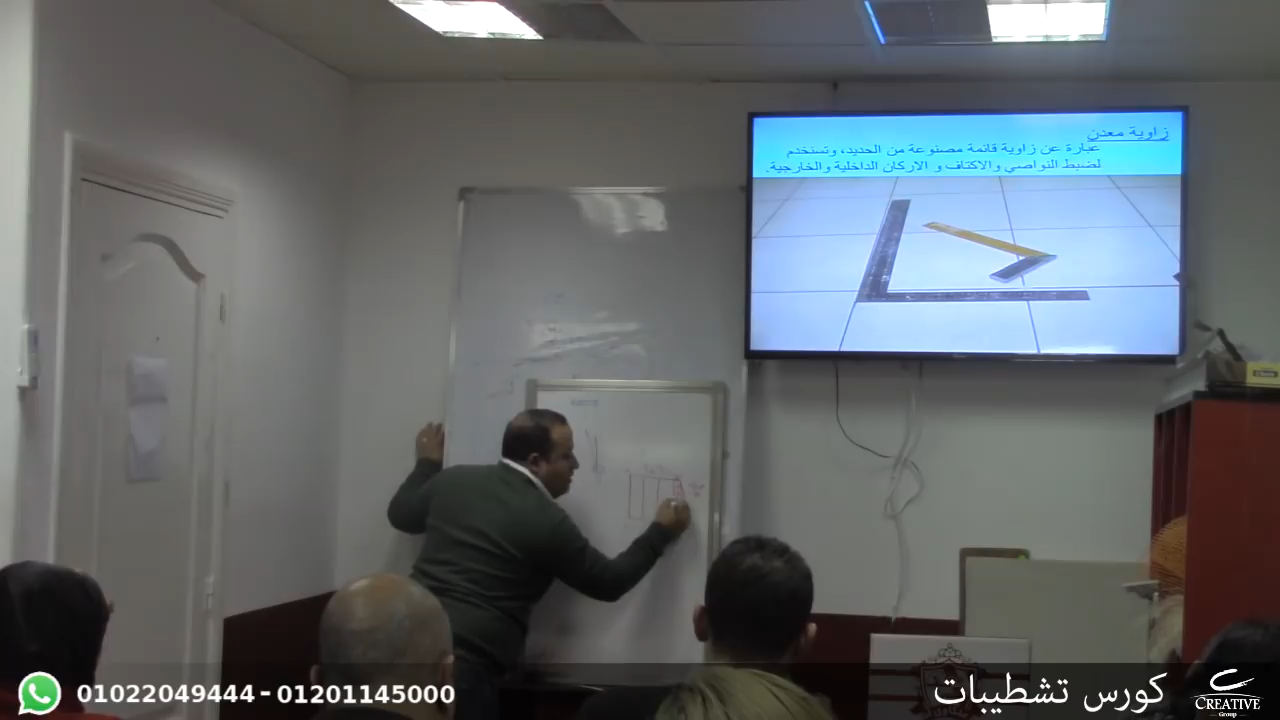 زاوية معدن
عبارة عن زاوية قائمة مصنوعة من الحديد، وتستخدم
لضبط النواصي والاكتاف و الاركان الداخلية والخارجية.
01022049444 - 01201145000
كورس تشطيبات
CREATIVE
Group